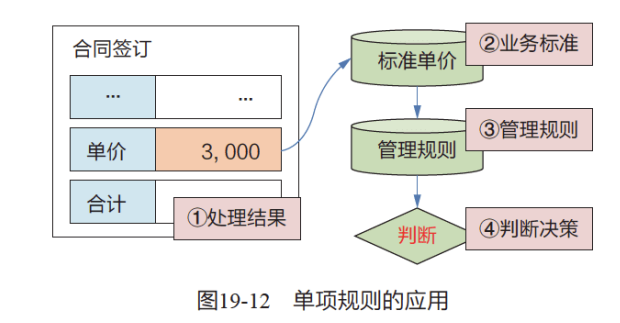 合同签订
... ...
单价 3,000
合计
①处理结果
标准单价
②业务标准
管理规则
③管理规则
判断
④判断决策
图19-12 单项规则的应用